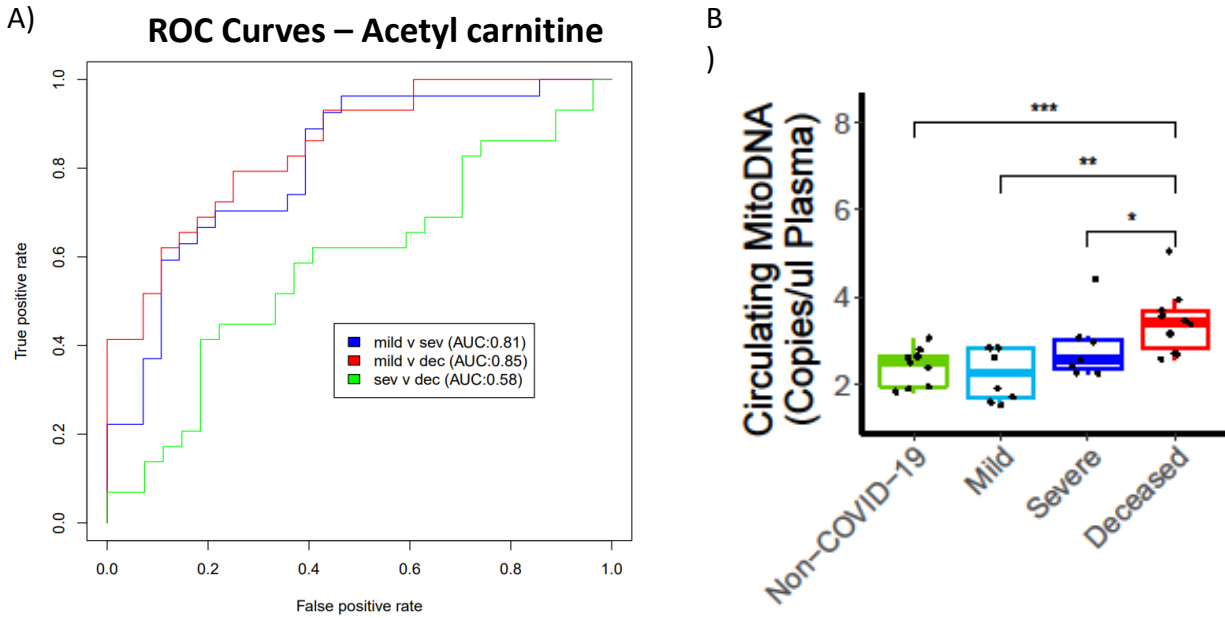 A)
ROC Curves – Acetyl carnitine
True positive rate
1.0
0.8
0.6
0.4
0.2
0.0
mild v sev (AUC:0.81)
mild v dec (AUC:0.85)
sev v dec (AUC:0.58)
0.0 0.2 0.4 0.6 0.8 1.0
False positive rate
B
)
Circulating MitoDNA
(Copies/ul Plasma)
8
6
4
2
***
**
*
Non-COVID-19
Mild
Severe
Deceased